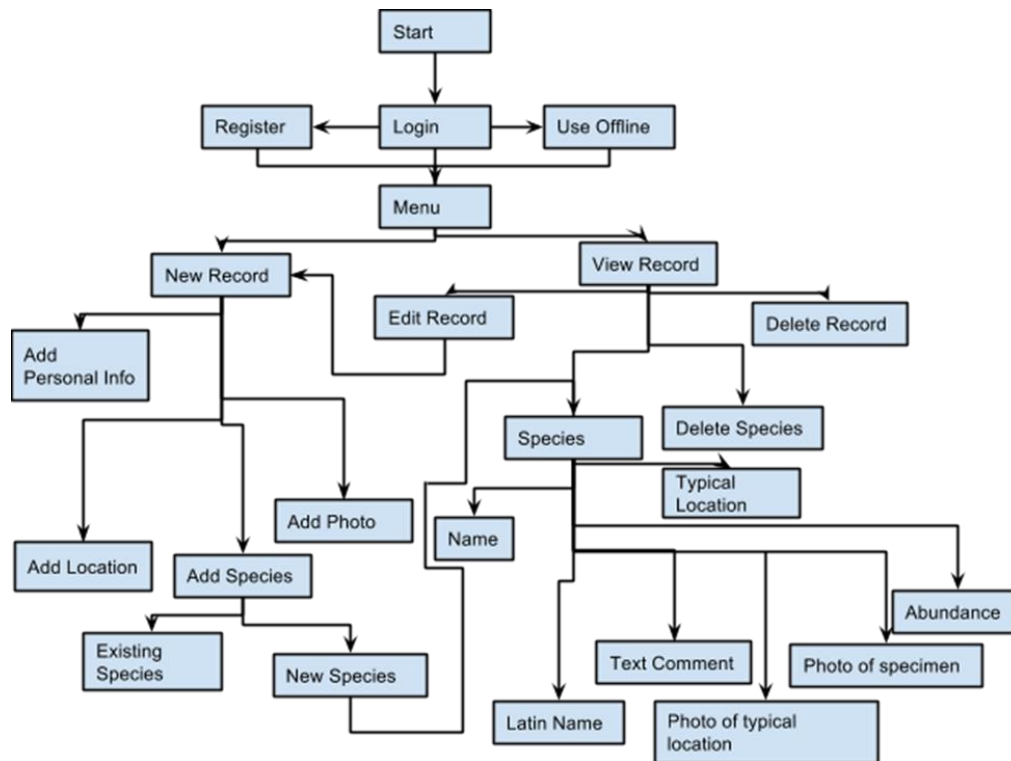 Start
Register
Login
Use Offline
Menu
New Record
View Record
Edit Record
Delete Record
Add
Personal Info
Species
Delete Species
Typical
Location
Add Photo
Name
Add Location
Add Species
Abundance
Existing
Species
New Species
Text Comment
Photo of specimen
Latin Name
Photo of typical
location